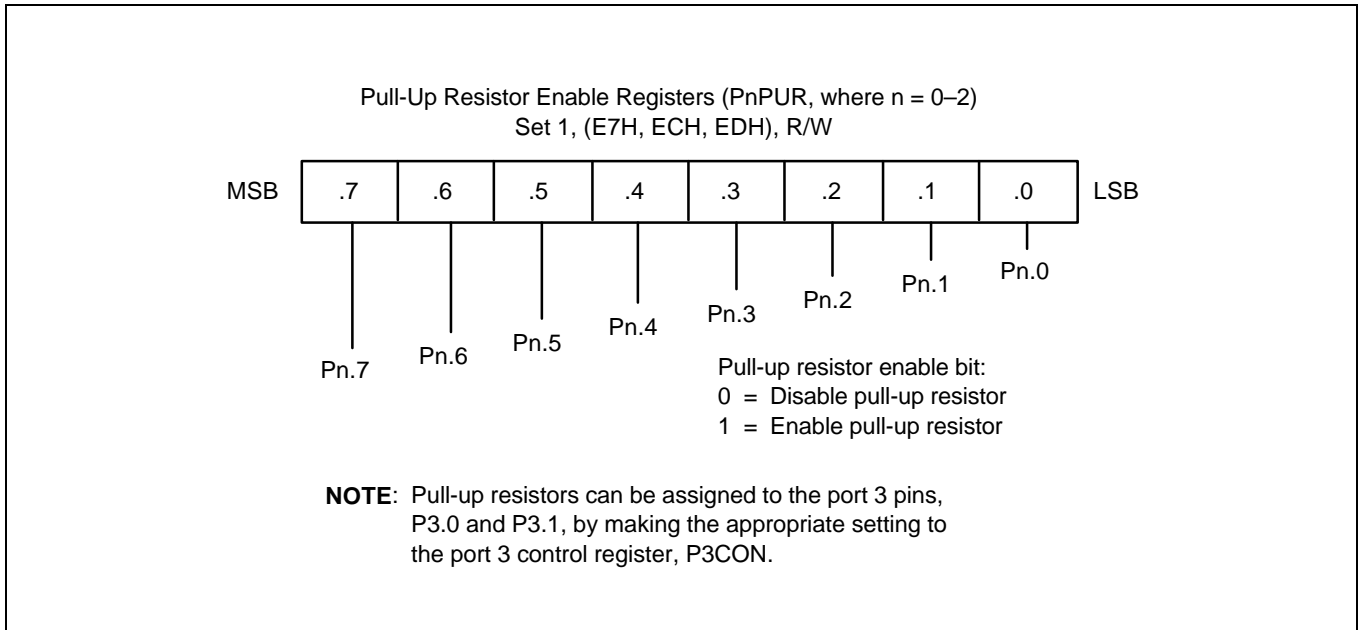 Pull-Up Resistor Enable Registers (PnPUR, where n = 0–2)
Set 1, (E7H, ECH, EDH), R/W
MSB .7 .6 .5 .4 .3 .2 .1 .0 LSB
Pn.7 Pn.6 Pn.5 Pn.4 Pn.3 Pn.2 Pn.1 Pn.0
Pull-up resistor enable bit:
0 = Disable pull-up resistor
1 = Enable pull-up resistor
NOTE: Pull-up resistors can be assigned to the port 3 pins,
P3.0 and P3.1, by making the appropriate setting to
the port 3 control register, P3CON.